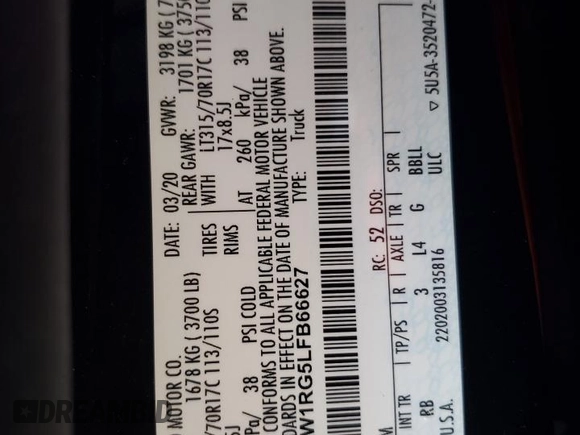 MOTOR CO. DATE: 03/20 GVWR: 3198 KG
1678 KG ( 3700 LB) REAR GAWR: 1701 KG (
/70R17C 113/110S TIRES WITH LT315/70R17C 113/110
RIMS 17x8.5J
/ 38 PSI COLD AT 260 kPa/ 38 PSI
CONFORMS TO ALL APPLICABLE FEDERAL MOTOR VEHICLE
DARDS IN EFFECT ON THE DATE OF MANUFACTURE SHOWN ABOVE.
W1RG5LFB66627 TYPE: Truck
RC: 52 DSO:
INT TR TP/PS R AXLE TR SPR
RB 3 L4 G BBLL
U.S.A. 2202003135816 ULC ▽ 5U5A-3520472-
DREAMBID